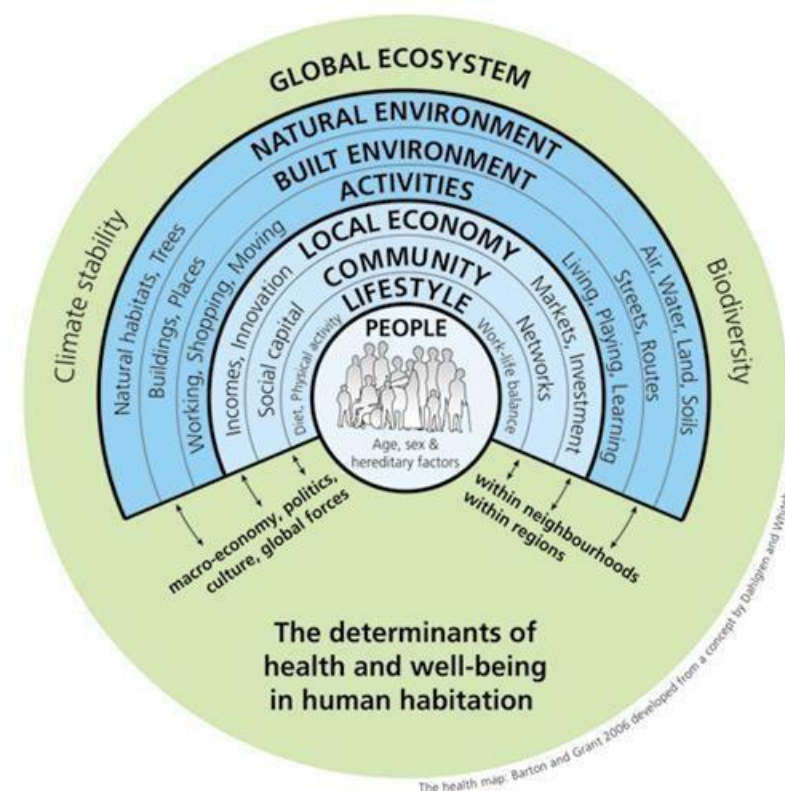 GLOBAL ECOSYSTEM
NATURAL ENVIRONMENT
BUILT ENVIRONMENT
ACTIVITIES
LOCAL ECONOMY
COMMUNITY
LIFESTYLE
PEOPLE
Age, sex &
hereditary factors
Climate stability
Natural habitats, Trees
Buildings, Places
Working, Shopping, Moving
Incomes, Innovation
Social capital
Diet, Physical activity
Work-life balance
Networks
Markets, Investment
Living, Playing, Learning
Streets, Routes
Air, Water, Land, Soils
Biodiversity
macro-economy, politics,
culture, global forces
within neighbourhoods
within regions
The determinants of
health and well-being
in human habitation
The health map: Barton and Grant 2006 developed from a concept by Dahlgren and